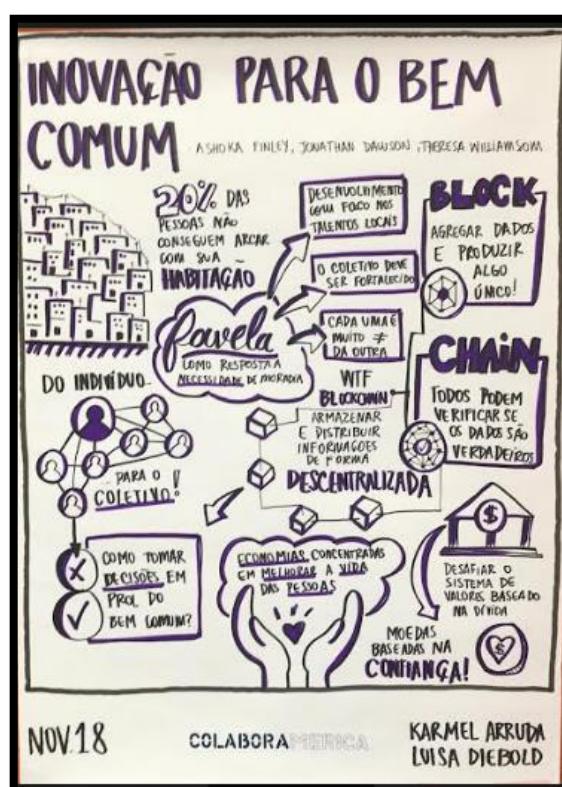 INOVAÇÃO PARA O BEM
COMUM
ASHOKA FINLEY, JONATHAN DAWSON, THERESA WILLIAMSOM
20% DAS
PESSOAS NÃO
CONSEGUEM ARCAR
COM SUA
HABITAÇÃO
Favela
COMO RESPOSTA A
NECESSIDADE DE MORADIA
DESENVOLVIMENTO
COM FOCO NOS
TALENTOS LOCAIS
O COLETIVO DEVE
SER FORTALECIDO
CADA UMA É
MUITO ≠
DA OUTRA
BLOCK
AGREGAR DADOS
E PRODUZIR
ALGO
ÚNICO!
CHAIN
TODOS PODEM
VERIFICAR SE
OS DADOS SÃO
VERDADEIROS
WTF
BLOCKCHAIN?
ARMAZENAR
E DISTRIBUIR
INFORMAÇÕES
DE FORMA
DESCENTRALIZADA
DO INDIVÍDUO...
...PARA O
COLETIVO!
COMO TOMAR
DECISÕES EM
PROL DO
BEM COMUM?
ECONOMIAS CONCENTRADAS
EM MELHORAR A VIDA
DAS PESSOAS
$
DESAFIAR O
SISTEMA DE
VALORES BASEADO
NA DÍVIDA
MOEDAS
BASEADAS NA
CONFIANÇA!
$
NOV.18
COLABORAMERICA
KARMEL ARRUDA
LUISA DIEBOLD